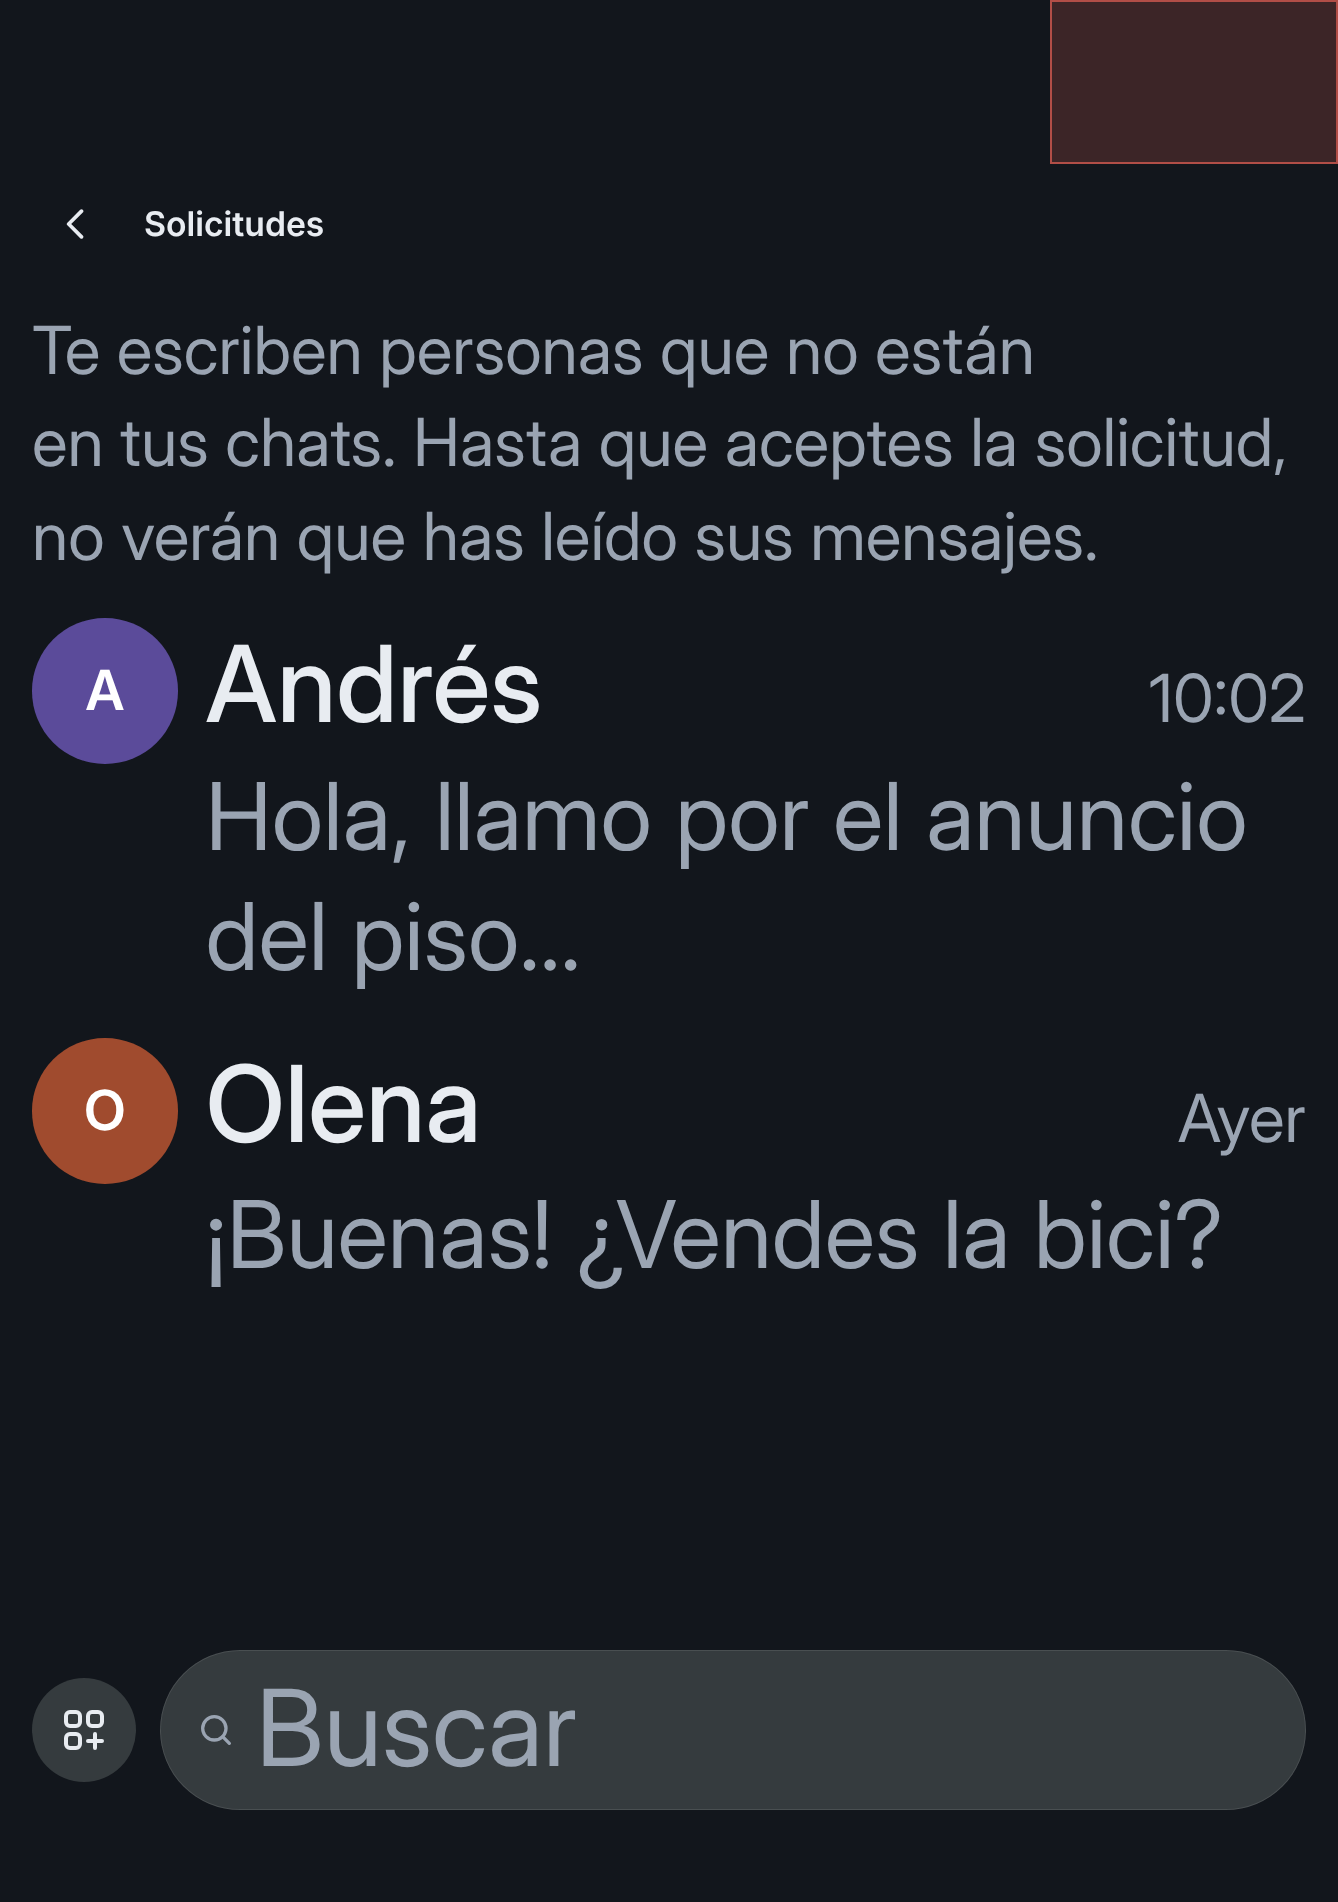 Solicitudes
Te escriben personas que no están
en tus chats. Hasta que aceptes la solicitud,
no verán que has leído sus mensajes.
A
Andrés
10:02
Hola, llamo por el anuncio
del piso...
O
Olena
Ayer
¡Buenas! ¿Vendes la bici?
Buscar